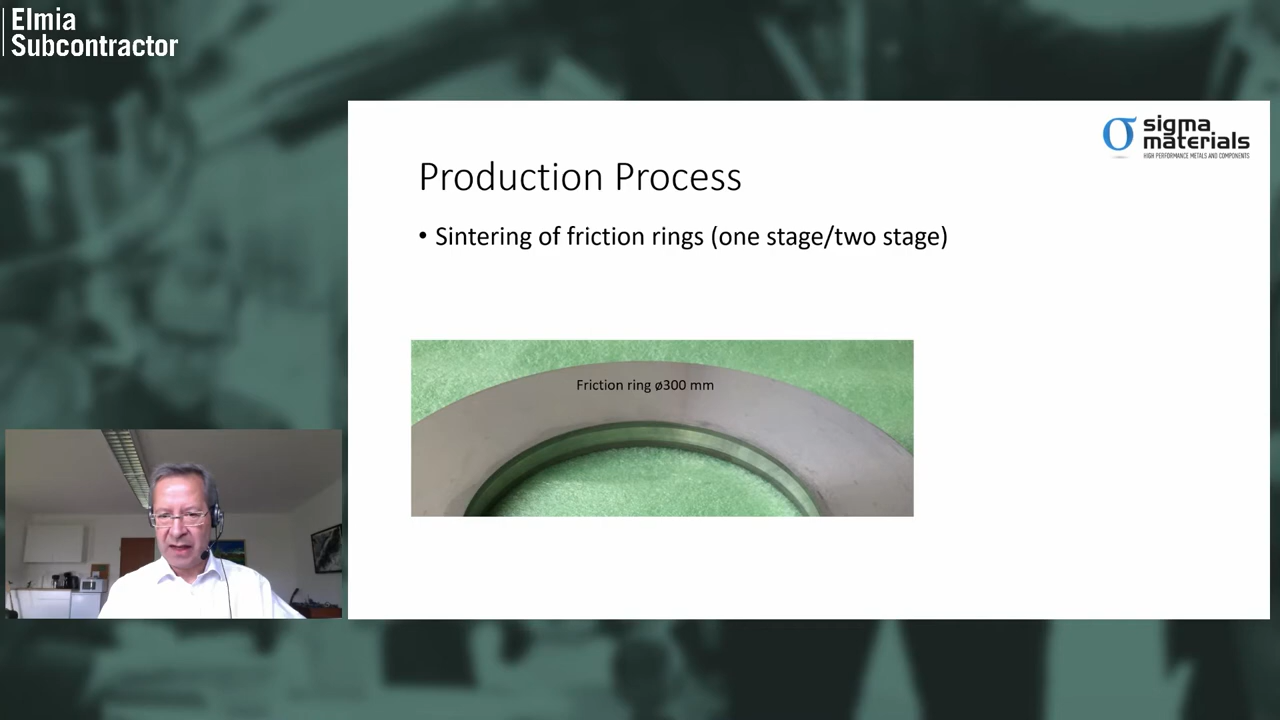 Elmia
Subcontractor
σ sigma
materials
HIGH PERFORMANCE METALS AND COMPONENTS
Production Process
• Sintering of friction rings (one stage/two stage)
Friction ring ø300 mm